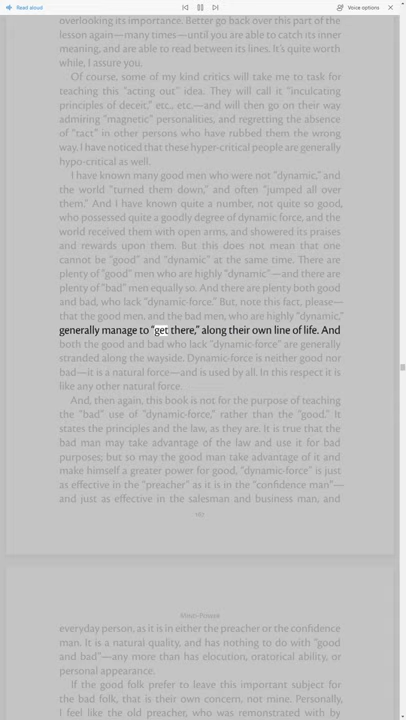 Read aloud
Voice options
overlooking its importance. Better go back over this part of the
lesson again—many times—until you are able to catch its inner
meaning, and are able to read between its lines. It's quite worth
while, I assure you.
Of course, some of my kind critics will take me to task for
teaching this "acting out" idea. They will call it "inculcating
principles of deceit," etc., etc.—and will then go on their way
admiring "magnetic" personalities, and regretting the absence
of "tact" in other persons who have rubbed them the wrong
way. I have noticed that these hyper-critical people are generally
hypo-critical as well.
I have known many good men who were not "dynamic," and
the world "turned them down," and often "jumped all over
them." And I have known quite a number, not quite so good,
who possessed quite a goodly degree of dynamic force, and the
world received them with open arms, and showered its praises
and rewards upon them. But this does not mean that one
cannot be "good" and "dynamic" at the same time. There are
plenty of "good" men who are highly "dynamic"—and there are
plenty of "bad" men equally so. And there are plenty both good
and bad, who lack "dynamic-force." But, note this fact, please—
that the good men, and the bad men, who are highly "dynamic,"
generally manage to "get there," along their own line of life. And
both the good and bad who lack "dynamic-force" are generally
stranded along the wayside. Dynamic-force is neither good nor
bad—it is a natural force—and is used by all. In this respect it is
like any other natural force.
And, then again, this book is not for the purpose of teaching
the "bad" use of "dynamic-force," rather than the "good." It
states the principles and the law, as they are. It is true that the
bad man may take advantage of the law and use it for bad
purposes; but so may the good man take advantage of it and
make himself a greater power for good. "dynamic-force" is just
as effective in the "preacher" as it is in the "confidence man"—
and just as effective in the salesman and business man, and
Mind-Power
everyday person, as it is in either the preacher or the confidence
man. It is a natural quality, and has nothing to do with "good
and bad"—any more than has elocution, oratorical ability, or
personal appearance.
If the good folk prefer to leave this important subject for
the bad folk, that is their own concern, not mine. Personally,
I feel like the old preacher, who was remonstrated with by